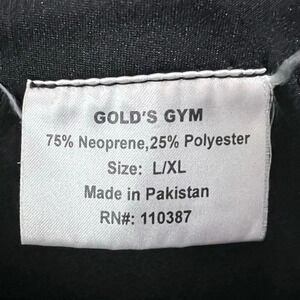 GOLD'S GYM
75% Neoprene,25% Polyester
Size: L/XL
Made in Pakistan
RN#: 110387